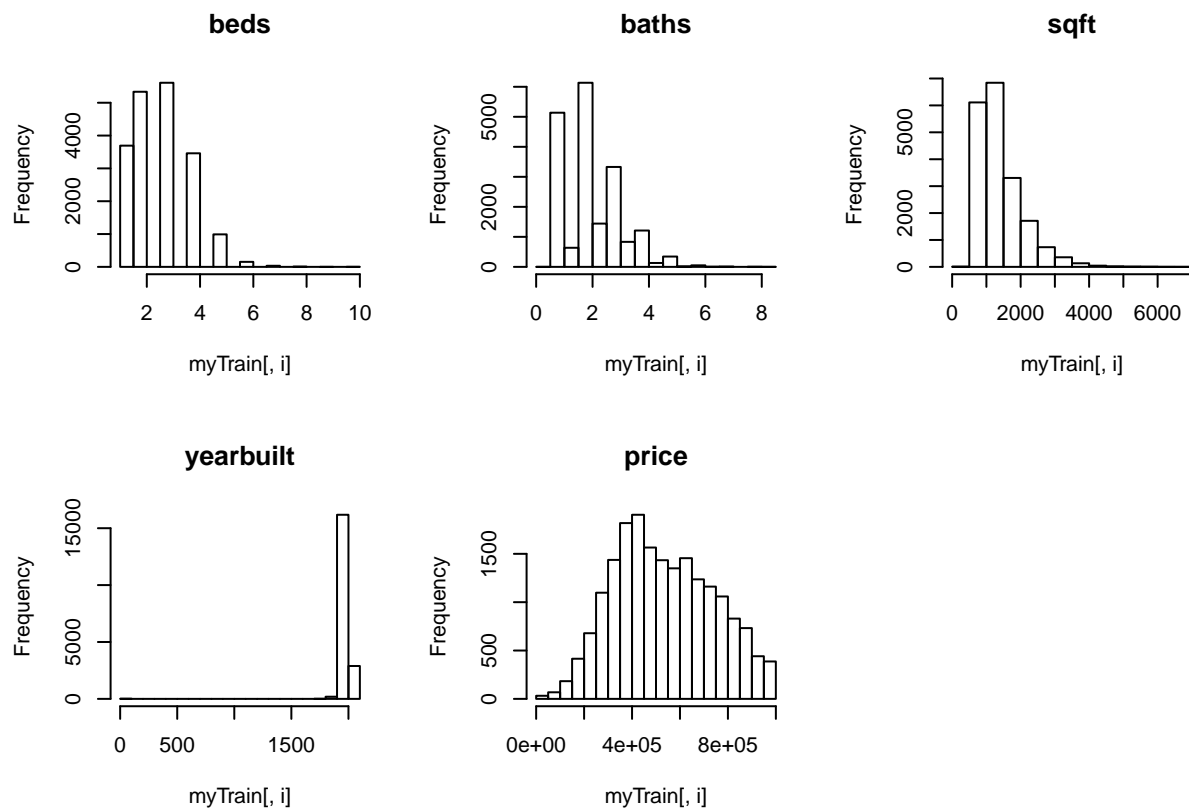 beds
Frequency
0 2000 4000
2 4 6 8 10
myTrain[, i]
baths
Frequency
0 2000 5000
0 2 4 6 8
myTrain[, i]
sqft
Frequency
0 2000 5000
0 2000 4000 6000
myTrain[, i]
yearbuilt
Frequency
0 5000 15000
0 500 1500
myTrain[, i]
price
Frequency
0 500 1500
0e+00 4e+05 8e+05
myTrain[, i]